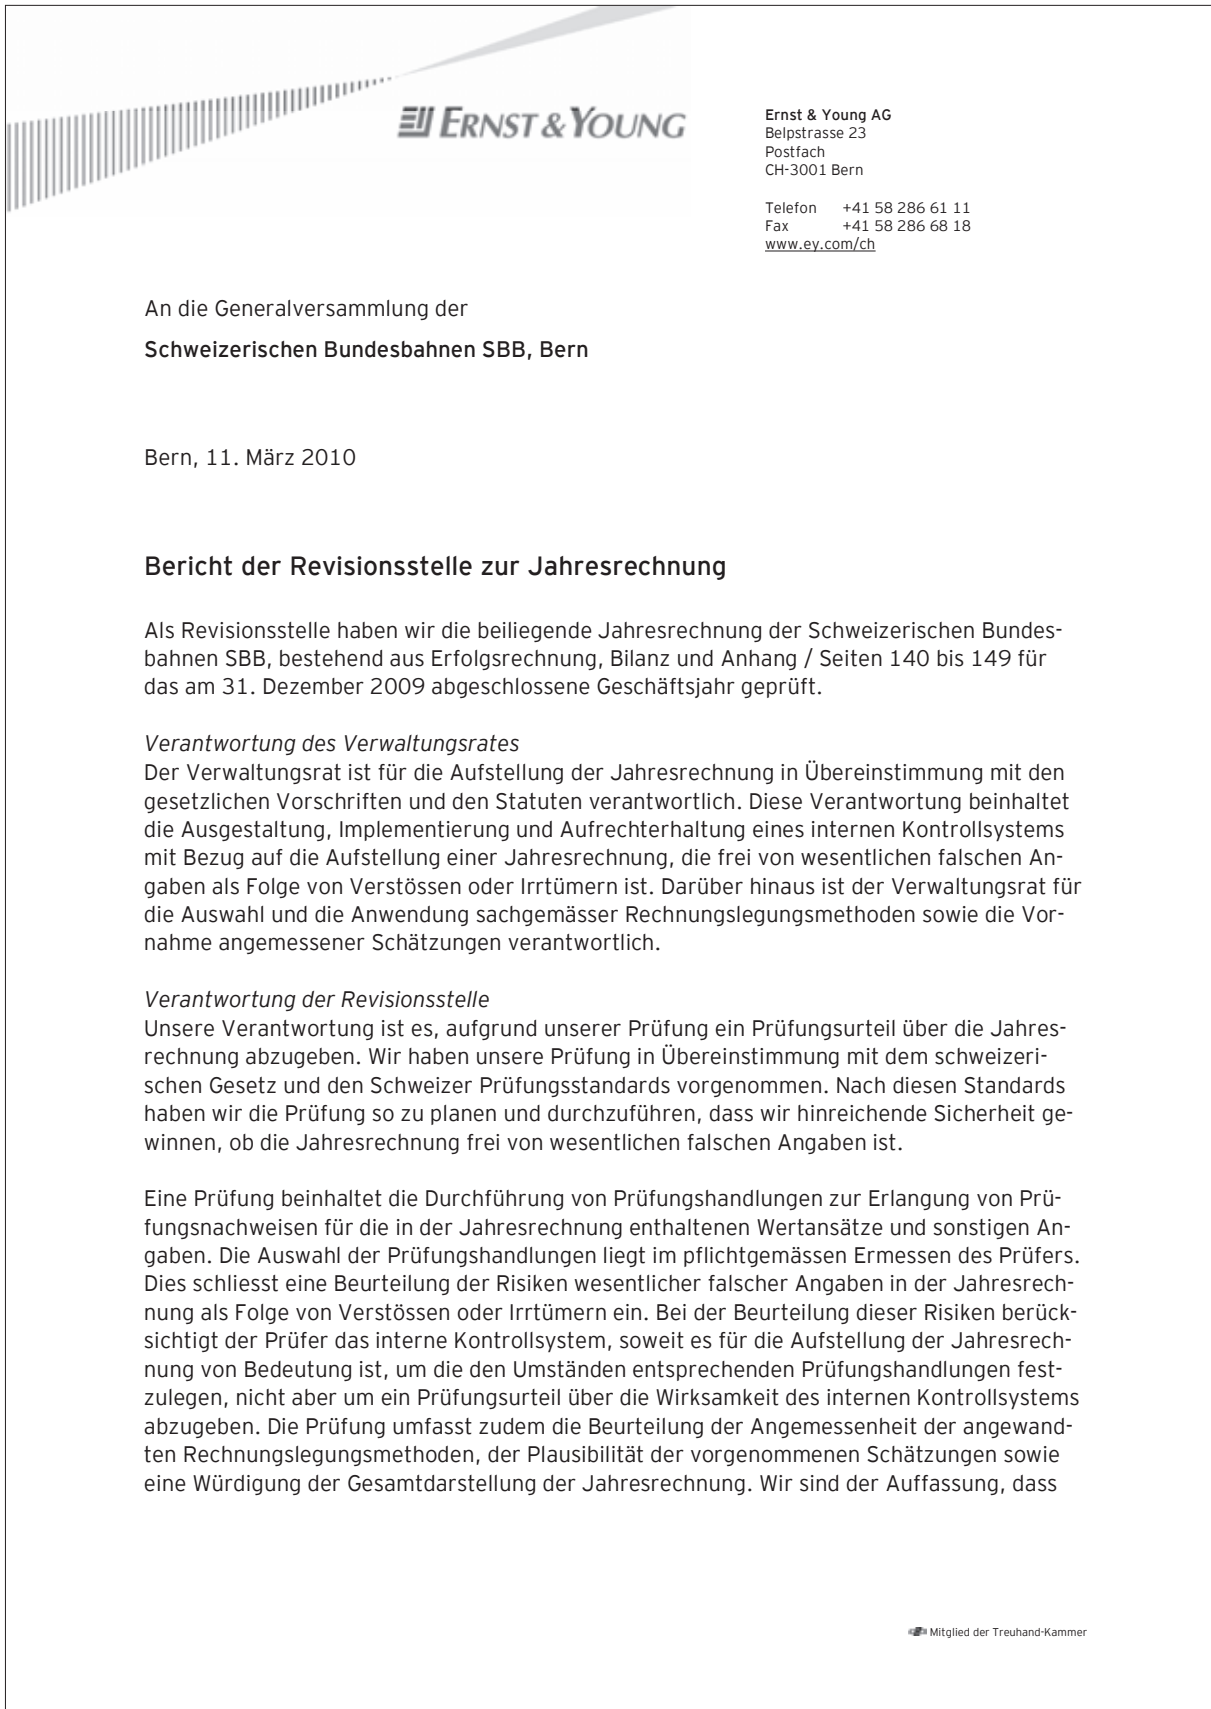 ERNST & YOUNG
Ernst & Young AG
Belpstrasse 23
Postfach
CH-3001 Bern
Telefon +41 58 286 61 11
Fax +41 58 286 68 18
www.ey.com/ch
An die Generalversammlung der
Schweizerischen Bundesbahnen SBB, Bern
Bern, 11. März 2010
Bericht der Revisionsstelle zur Jahresrechnung
Als Revisionsstelle haben wir die beiliegende Jahresrechnung der Schweizerischen Bundes-
bahnen SBB, bestehend aus Erfolgsrechnung, Bilanz und Anhang / Seiten 140 bis 149 für
das am 31. Dezember 2009 abgeschlossene Geschäftsjahr geprüft.
Verantwortung des Verwaltungsrates
Der Verwaltungsrat ist für die Aufstellung der Jahresrechnung in Übereinstimmung mit den
gesetzlichen Vorschriften und den Statuten verantwortlich. Diese Verantwortung beinhaltet
die Ausgestaltung, Implementierung und Aufrechterhaltung eines internen Kontrollsystems
mit Bezug auf die Aufstellung einer Jahresrechnung, die frei von wesentlichen falschen An-
gaben als Folge von Verstössen oder Irrtümern ist. Darüber hinaus ist der Verwaltungsrat für
die Auswahl und die Anwendung sachgemässer Rechnungslegungsmethoden sowie die Vor-
nahme angemessener Schätzungen verantwortlich.
Verantwortung der Revisionsstelle
Unsere Verantwortung ist es, aufgrund unserer Prüfung ein Prüfungsurteil über die Jahres-
rechnung abzugeben. Wir haben unsere Prüfung in Übereinstimmung mit dem schweizeri-
schen Gesetz und den Schweizer Prüfungsstandards vorgenommen. Nach diesen Standards
haben wir die Prüfung so zu planen und durchzuführen, dass wir hinreichende Sicherheit ge-
winnen, ob die Jahresrechnung frei von wesentlichen falschen Angaben ist.
Eine Prüfung beinhaltet die Durchführung von Prüfungshandlungen zur Erlangung von Prü-
fungsnachweisen für die in der Jahresrechnung enthaltenen Wertansätze und sonstigen An-
gaben. Die Auswahl der Prüfungshandlungen liegt im pflichtgemässen Ermessen des Prüfers.
Dies schliesst eine Beurteilung der Risiken wesentlicher falscher Angaben in der Jahresrech-
nung als Folge von Verstössen oder Irrtümern ein. Bei der Beurteilung dieser Risiken berück-
sichtigt der Prüfer das interne Kontrollsystem, soweit es für die Aufstellung der Jahresrech-
nung von Bedeutung ist, um die den Umständen entsprechenden Prüfungshandlungen fest-
zulegen, nicht aber um ein Prüfungsurteil über die Wirksamkeit des internen Kontrollsystems
abzugeben. Die Prüfung umfasst zudem die Beurteilung der Angemessenheit der angewand-
ten Rechnungslegungsmethoden, der Plausibilität der vorgenommenen Schätzungen sowie
eine Würdigung der Gesamtdarstellung der Jahresrechnung. Wir sind der Auffassung, dass
Mitglied der Treuhand-Kammer